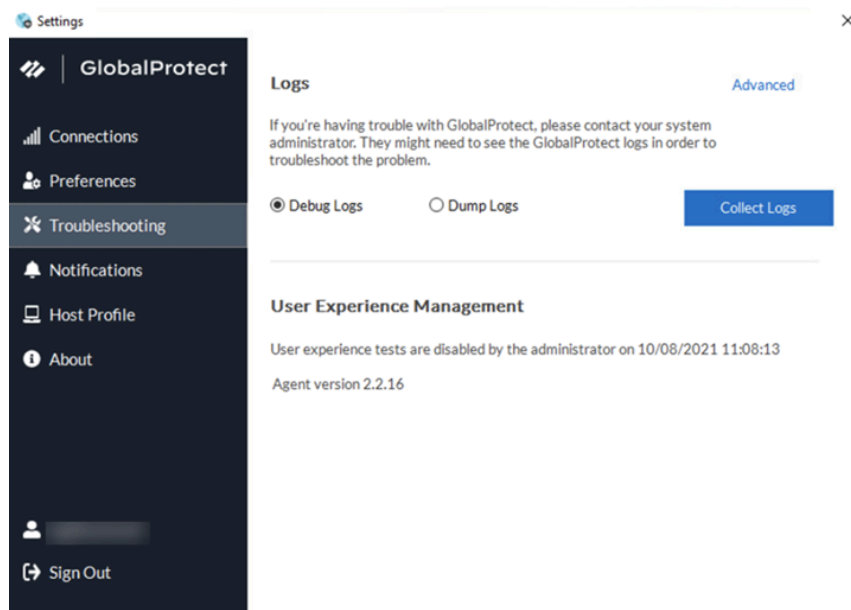 Settings
GlobalProtect
Connections
Preferences
Troubleshooting
Notifications
Host Profile
About
Sign Out
Logs
Advanced
If you're having trouble with GlobalProtect, please contact your system
administrator. They might need to see the GlobalProtect logs in order to
troubleshoot the problem.
Debug Logs
Dump Logs
Collect Logs
User Experience Management
User experience tests are disabled by the administrator on 10/08/2021 11:08:13
Agent version 2.2.16